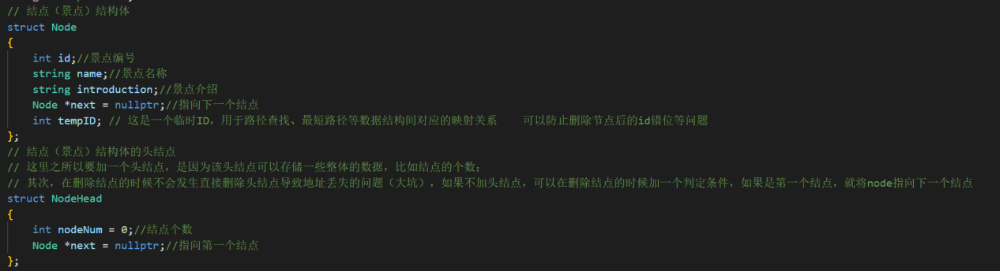 // 结点（景点）结构体
struct Node
{
    int id;//景点编号
    string name;//景点名称
    string introduction;//景点介绍
    Node *next = nullptr;//指向下一个结点
    int tempID; // 这是一个临时ID，用于路径查找、最短路径等数据结构间对应的映射关系    可以防止删除节点后的id错位等问题
};
// 结点（景点）结构体的头结点
// 这里之所以要加一个头结点，是因为该头结点可以存储一些整体的数据，比如结点的个数；
// 其次，在删除结点的时候不会发生直接删除头结点导致地址丢失的问题（大坑），如果不加头结点，可以在删除结点的时候加一个判定条件，如果是第一个结点，就将node指向下一个结点
struct NodeHead
{
    int nodeNum = 0;//结点个数
    Node *next = nullptr;//指向第一个结点
};